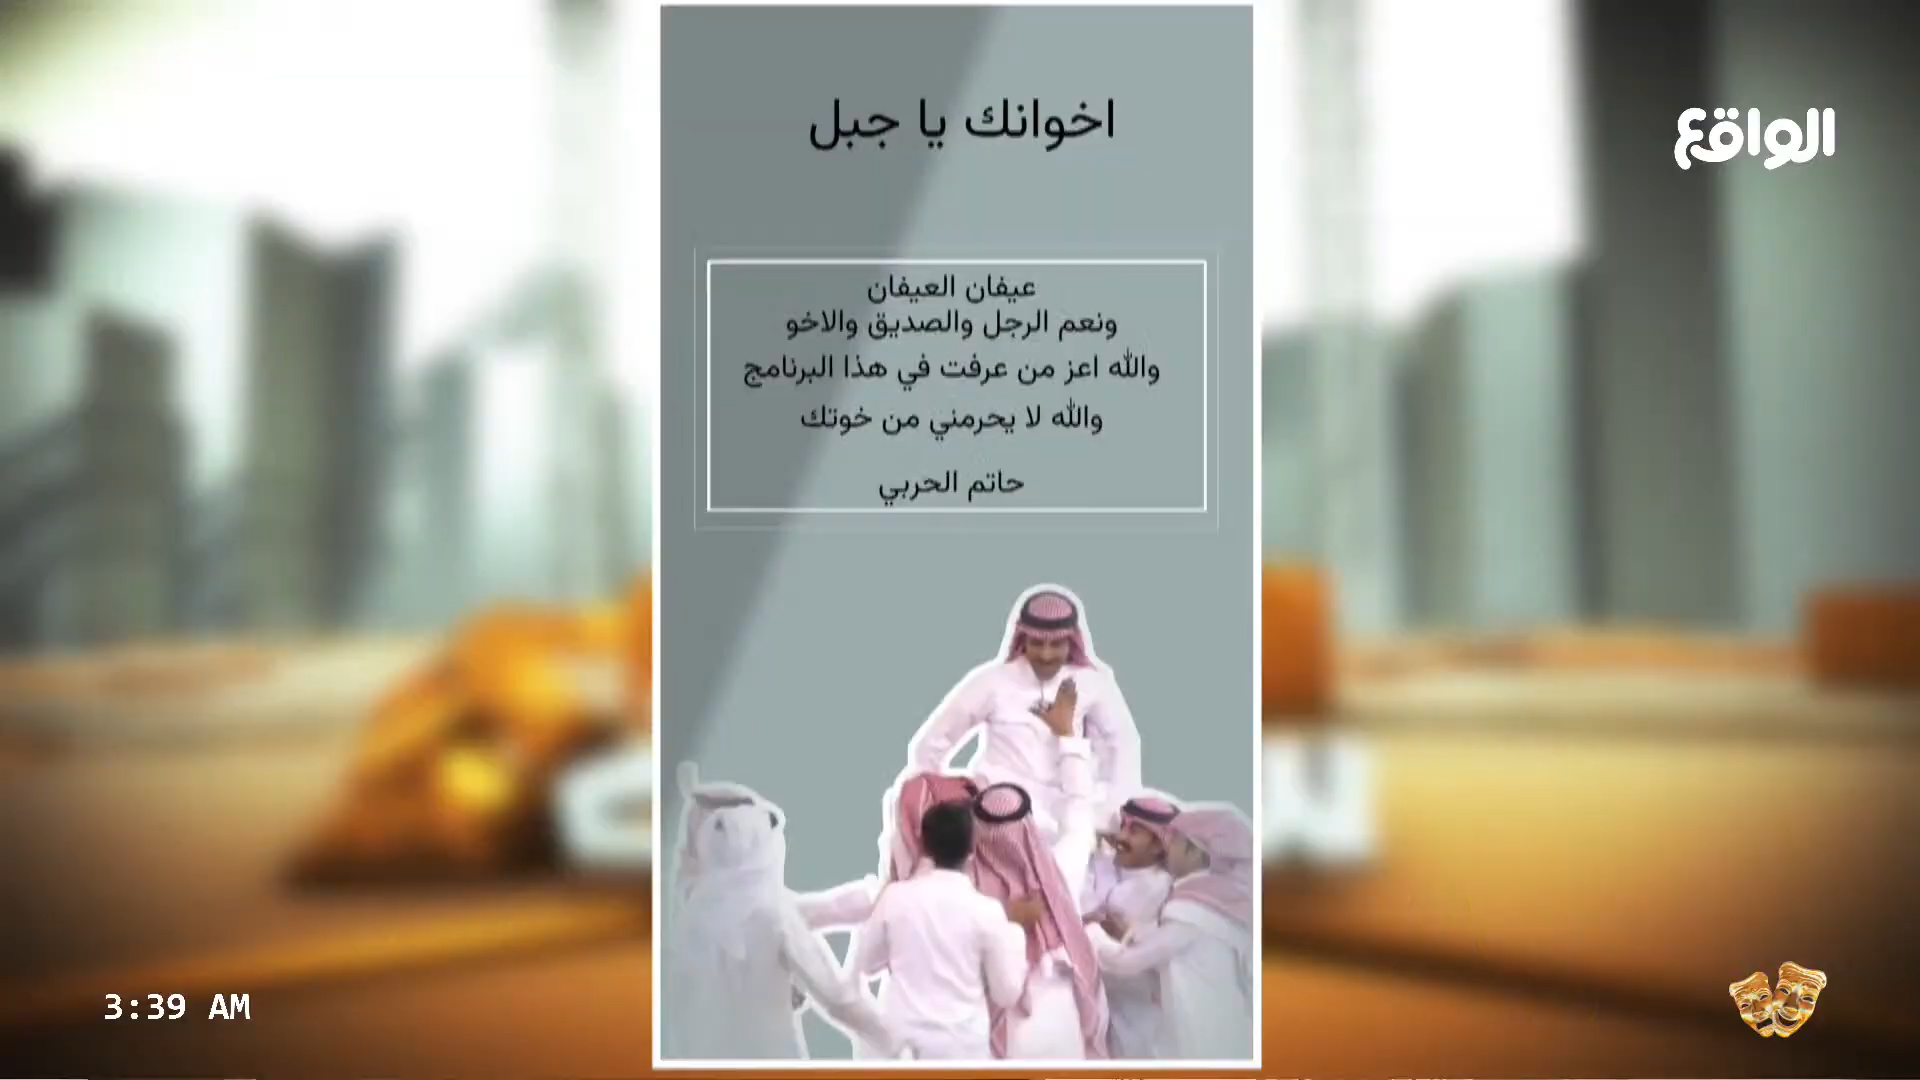 اخوانك يا جبل
الواقع
عيفان العيفان
ونعم الرجل والصديق والاخو
والله اعز من عرفت في هذا البرنامج
والله لا يحرمني من خوتك
حاتم الحربي
3:39 AM